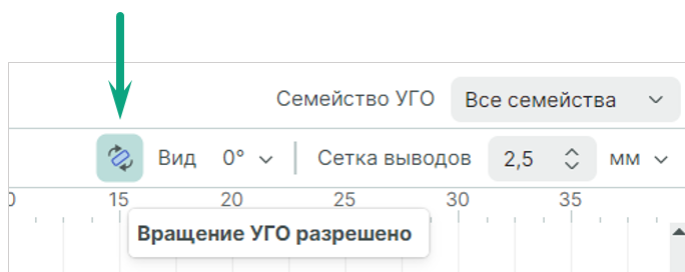 Семейство УГО Все семейства
Вид 0° Сетка выводов 2,5 мм
15 20 25 30 35
Вращение УГО разрешено